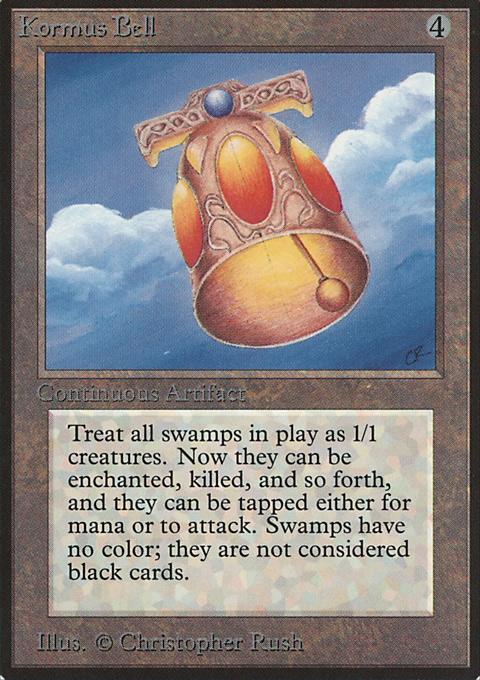 Kormus Bell 4
Continuous Artifact
Treat all swamps in play as 1/1
creatures. Now they can be
enchanted, killed, and so forth,
and they can be tapped either for
mana or to attack. Swamps have
no color; they are not considered
black cards.
CR
Illus. © Christopher Rush